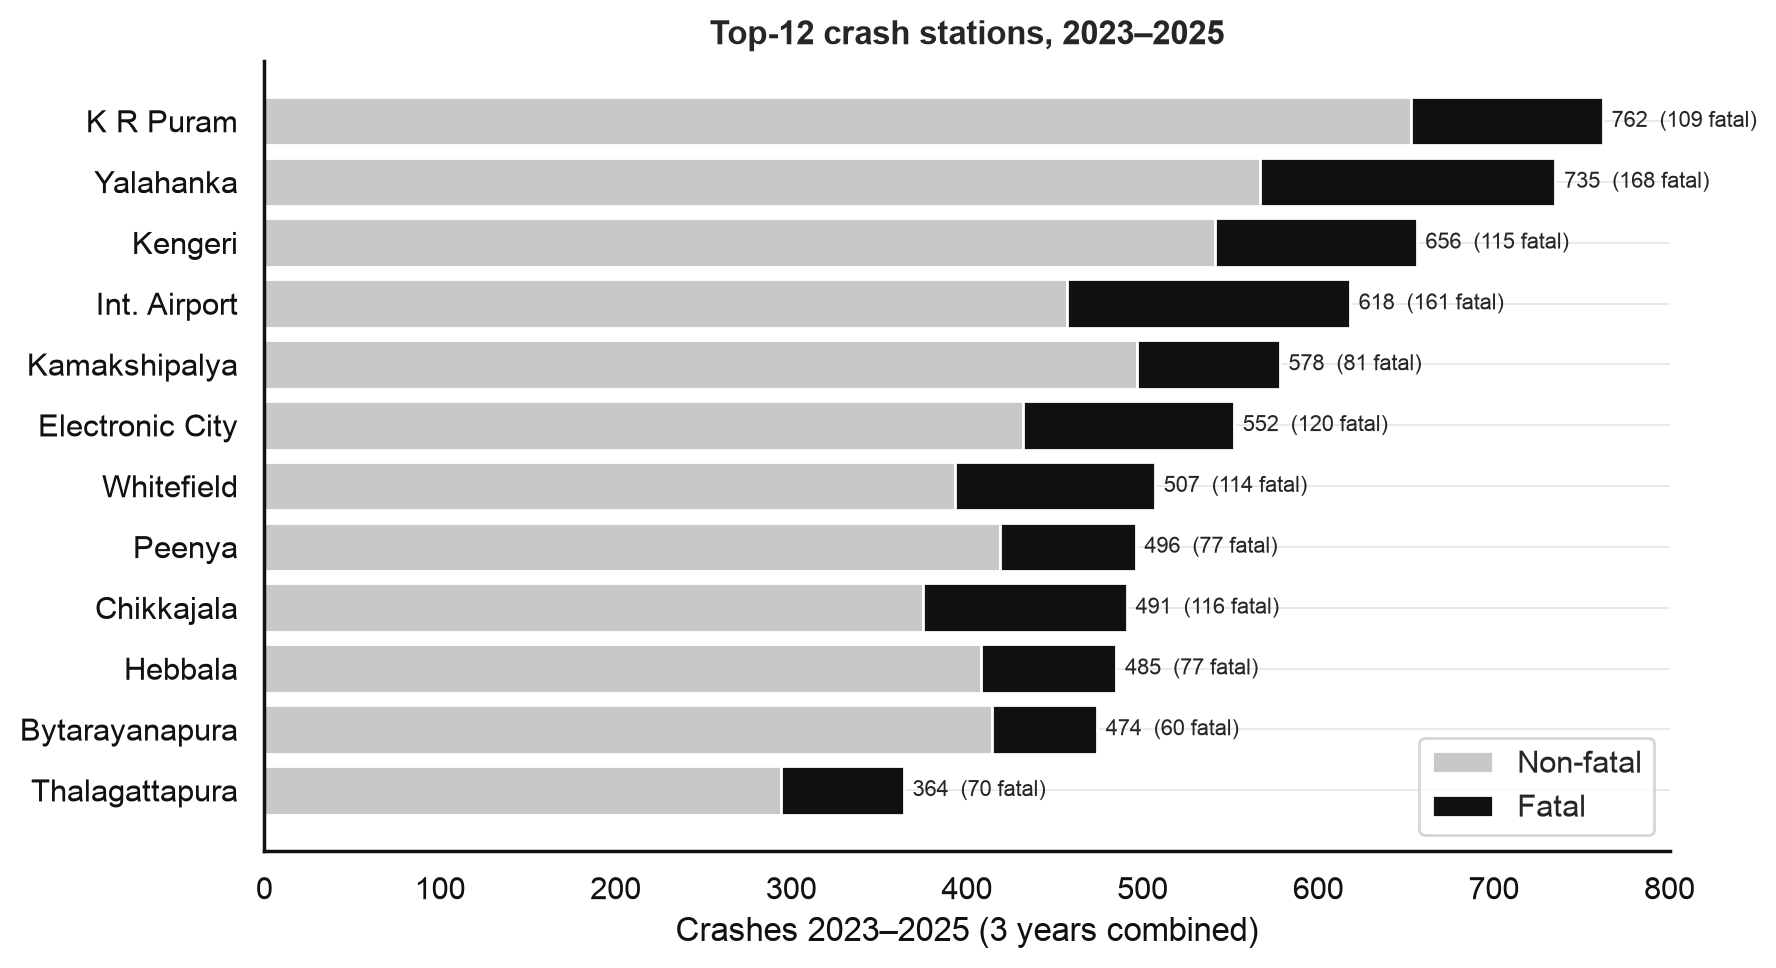 Top-12 crash stations, 2023–2025
K R Puram 762 (109 fatal)
Yalahanka 735 (168 fatal)
Kengeri 656 (115 fatal)
Int. Airport 618 (161 fatal)
Kamakshipalya 578 (81 fatal)
Electronic City 552 (120 fatal)
Whitefield 507 (114 fatal)
Peenya 496 (77 fatal)
Chikkajala 491 (116 fatal)
Hebbala 485 (77 fatal)
Bytarayanapura 474 (60 fatal)
Thalagattapura 364 (70 fatal)
Non-fatal
Fatal
0 100 200 300 400 500 600 700 800
Crashes 2023–2025 (3 years combined)